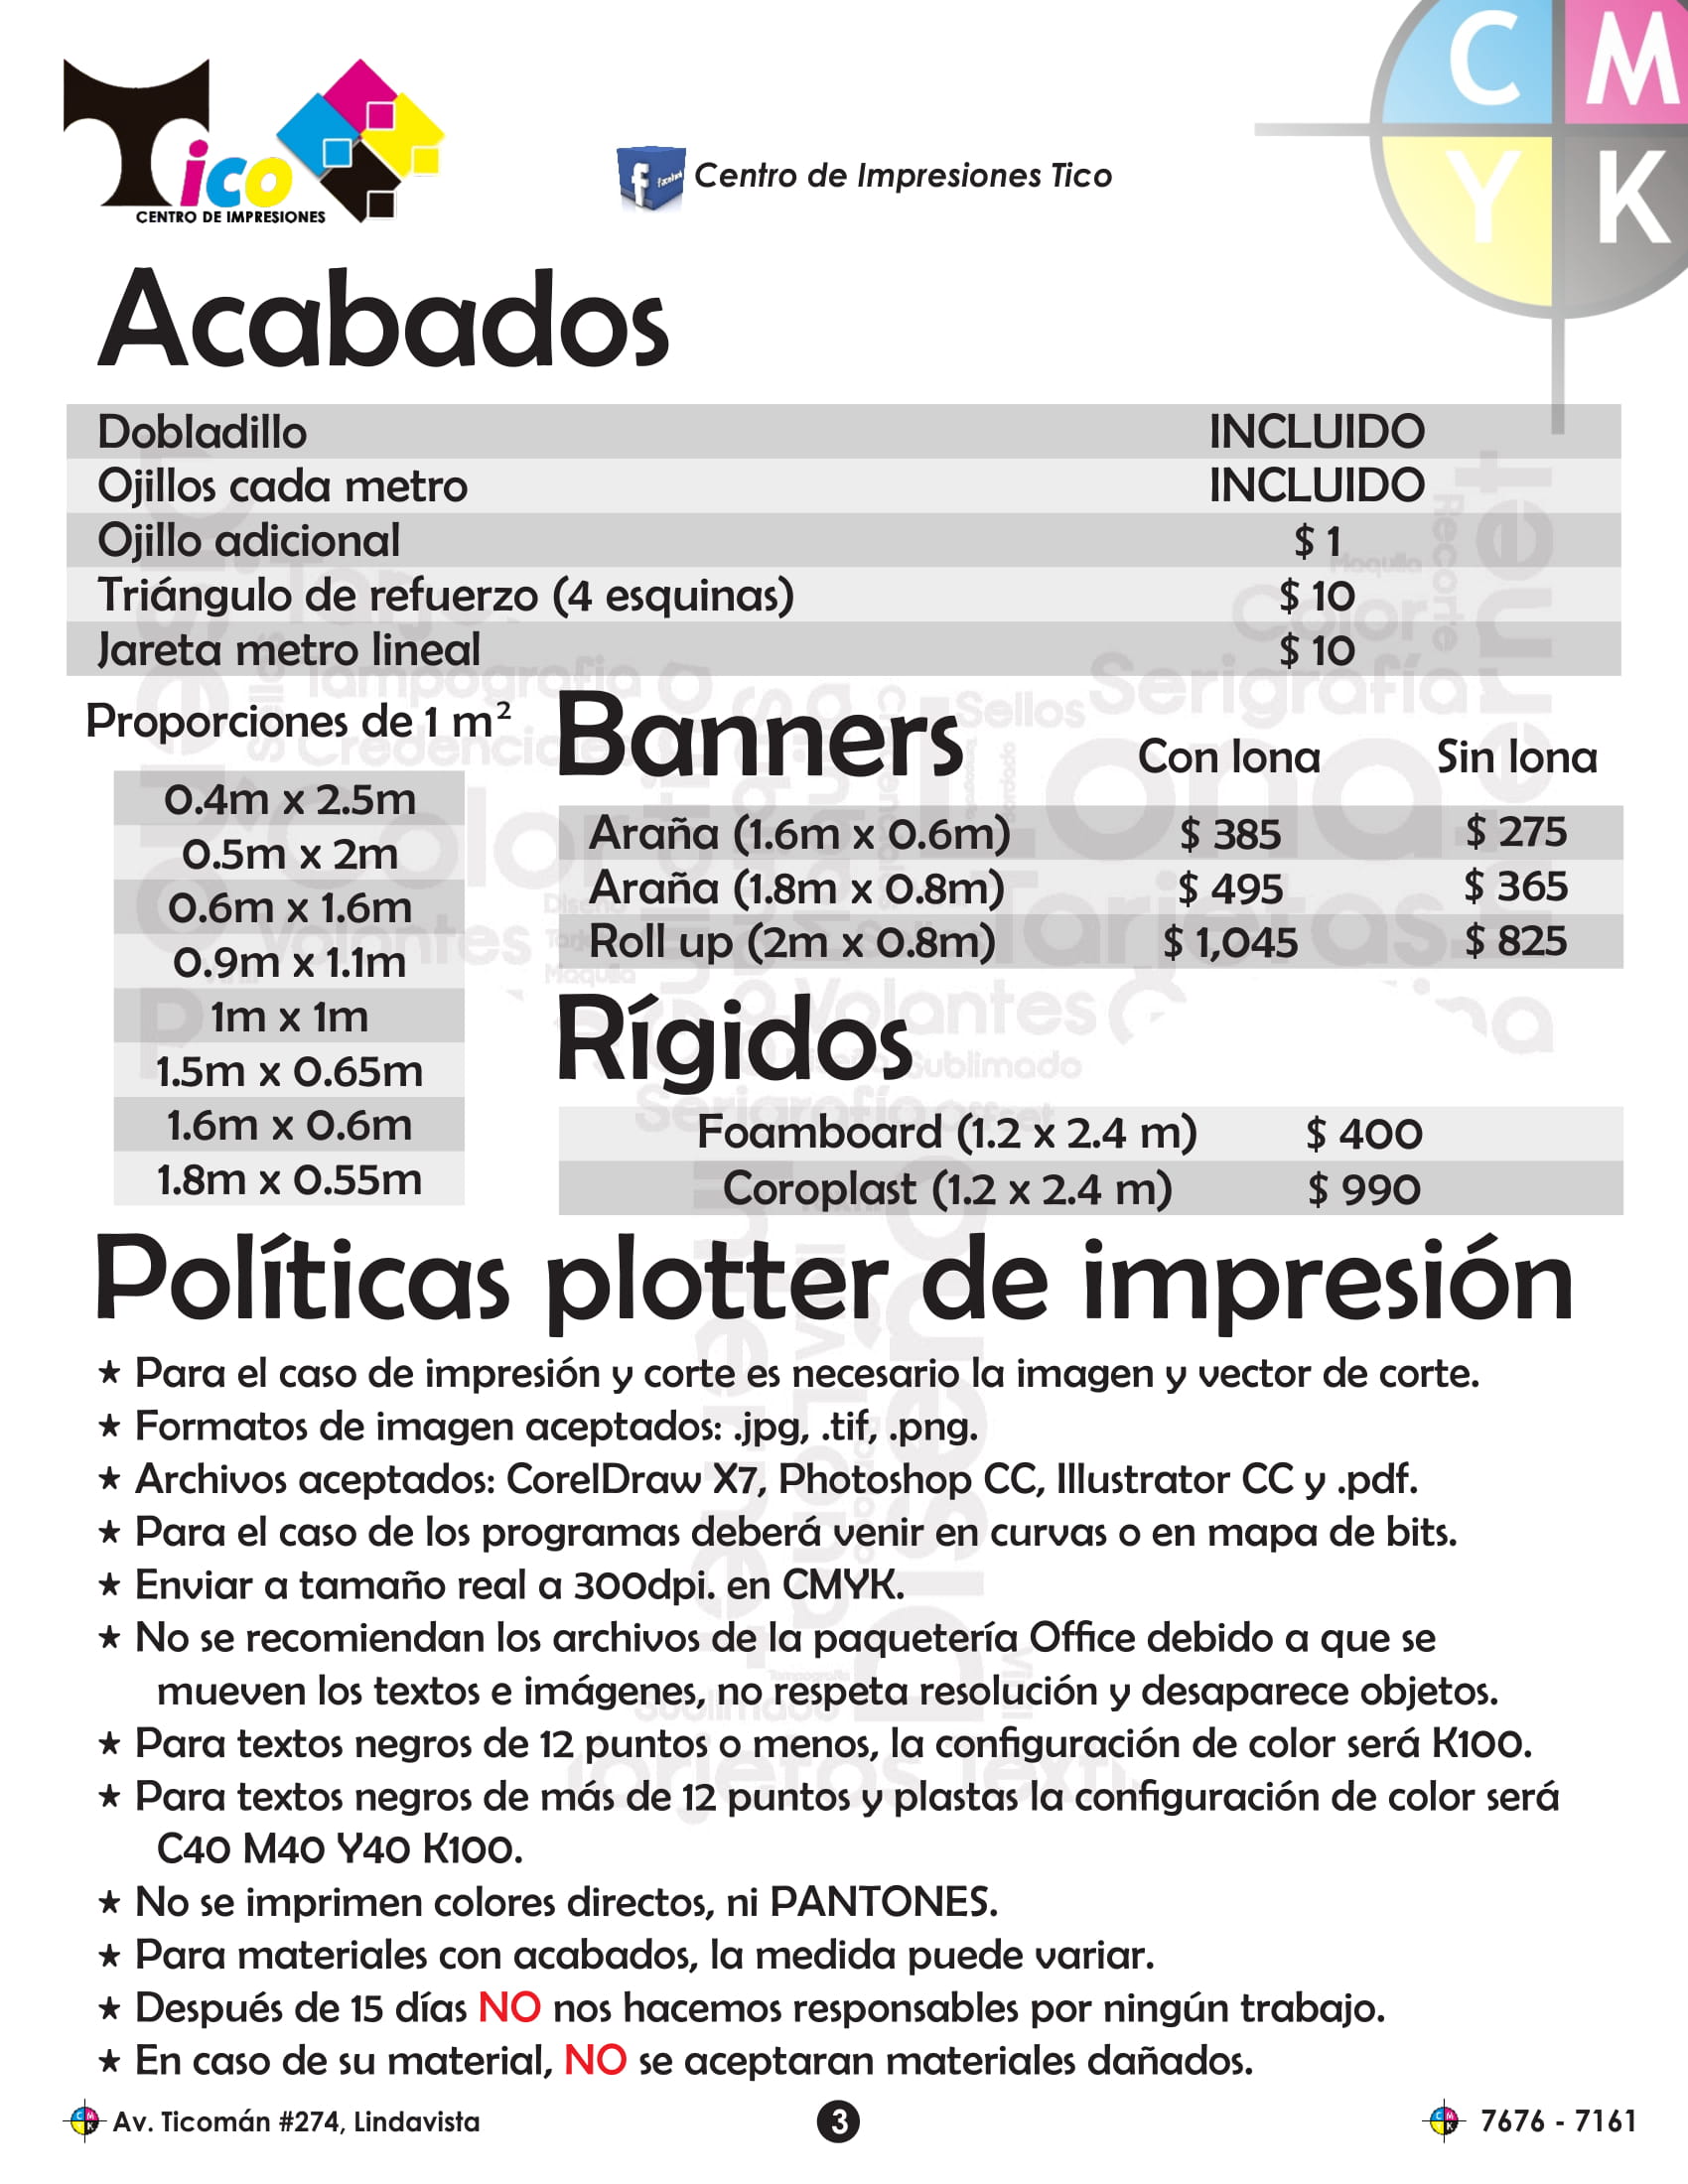 Tico
CENTRO DE IMPRESIONES
facebook
Centro de Impresiones Tico
C M
Y K
Acabados
Dobladillo INCLUIDO
Ojillos cada metro INCLUIDO
Ojillo adicional $ 1
Triángulo de refuerzo (4 esquinas) $ 10
Jareta metro lineal $ 10
Proporciones de 1 m²
0.4m x 2.5m
0.5m x 2m
0.6m x 1.6m
0.9m x 1.1m
1m x 1m
1.5m x 0.65m
1.6m x 0.6m
1.8m x 0.55m
Banners Con lona Sin lona
Araña (1.6m x 0.6m) $ 385 $ 275
Araña (1.8m x 0.8m) $ 495 $ 365
Roll up (2m x 0.8m) $ 1,045 $ 825
Rígidos
Foamboard (1.2 x 2.4 m) $ 400
Coroplast (1.2 x 2.4 m) $ 990
Políticas plotter de impresión
★ Para el caso de impresión y corte es necesario la imagen y vector de corte.
★ Formatos de imagen aceptados: .jpg, .tif, .png.
★ Archivos aceptados: CorelDraw X7, Photoshop CC, Illustrator CC y .pdf.
★ Para el caso de los programas deberá venir en curvas o en mapa de bits.
★ Enviar a tamaño real a 300dpi. en CMYK.
★ No se recomiendan los archivos de la paquetería Office debido a que se
mueven los textos e imágenes, no respeta resolución y desaparece objetos.
★ Para textos negros de 12 puntos o menos, la configuración de color será K100.
★ Para textos negros de más de 12 puntos y plastas la configuración de color será
C40 M40 Y40 K100.
★ No se imprimen colores directos, ni PANTONES.
★ Para materiales con acabados, la medida puede variar.
★ Después de 15 días NO nos hacemos responsables por ningún trabajo.
★ En caso de su material, NO se aceptaran materiales dañados.
Av. Ticomán #274, Lindavista
3
7676 - 7161